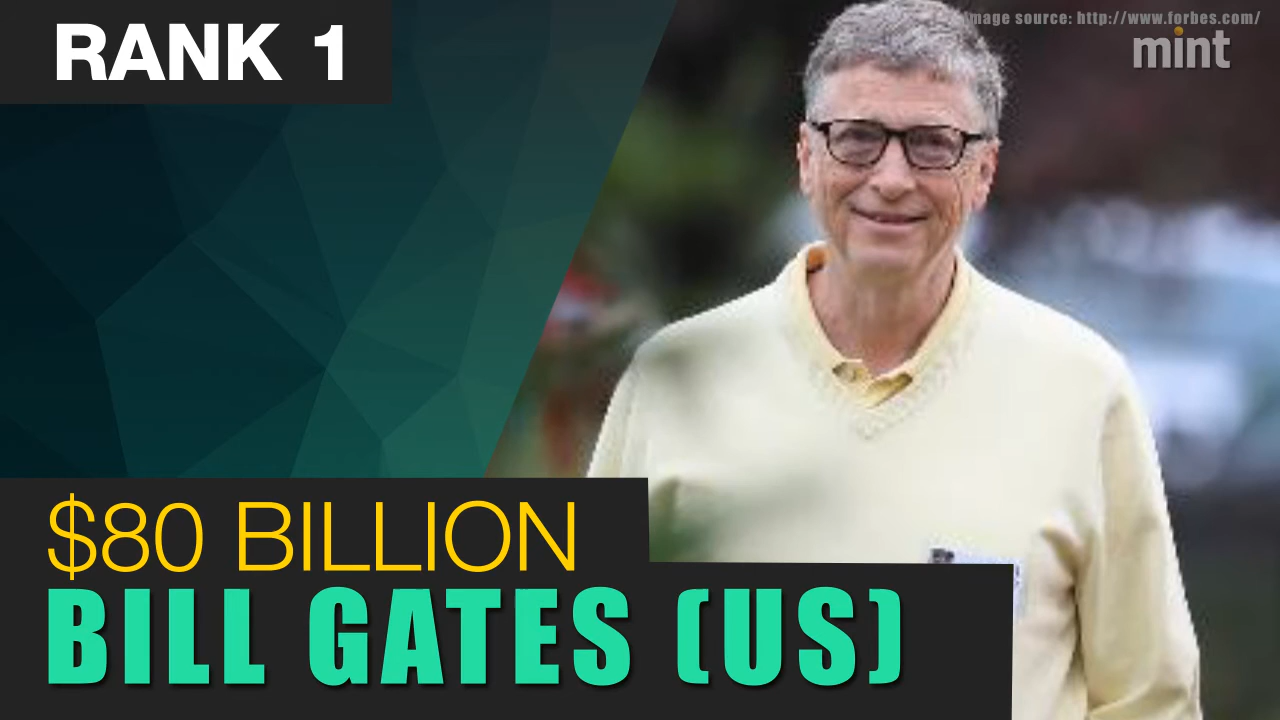 RANK 1
mage source: http://www.forbes.com/
mint
$80 BILLION
BILL GATES (US)